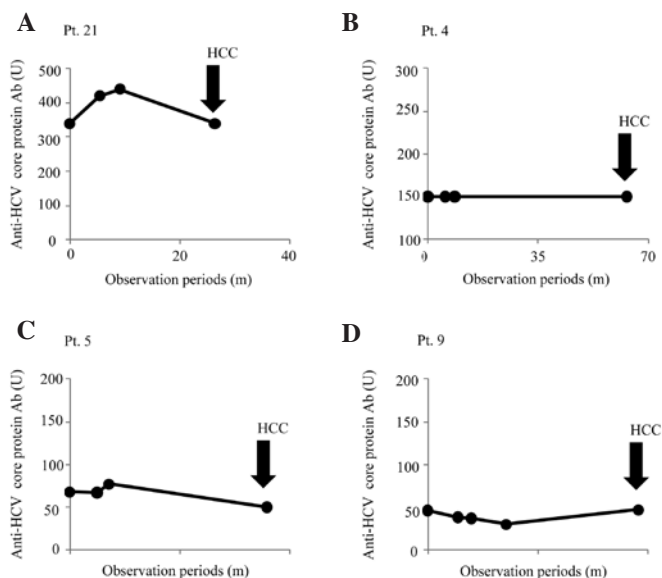 A
Pt. 21
HCC
Anti-HCV core protein Ab (U)
500
400
300
200
100
0
0
20
40
Observation periods (m)
B
Pt. 4
HCC
Anti-HCV core protein Ab (U)
300
250
200
150
100
0
35
70
Observation periods (m)
C
Pt. 5
HCC
Anti-HCV core protein Ab (U)
200
150
100
50
0
Observation periods (m)
D
Pt. 9
HCC
Anti-HCV core protein Ab (U)
200
150
100
50
0
Observation periods (m)